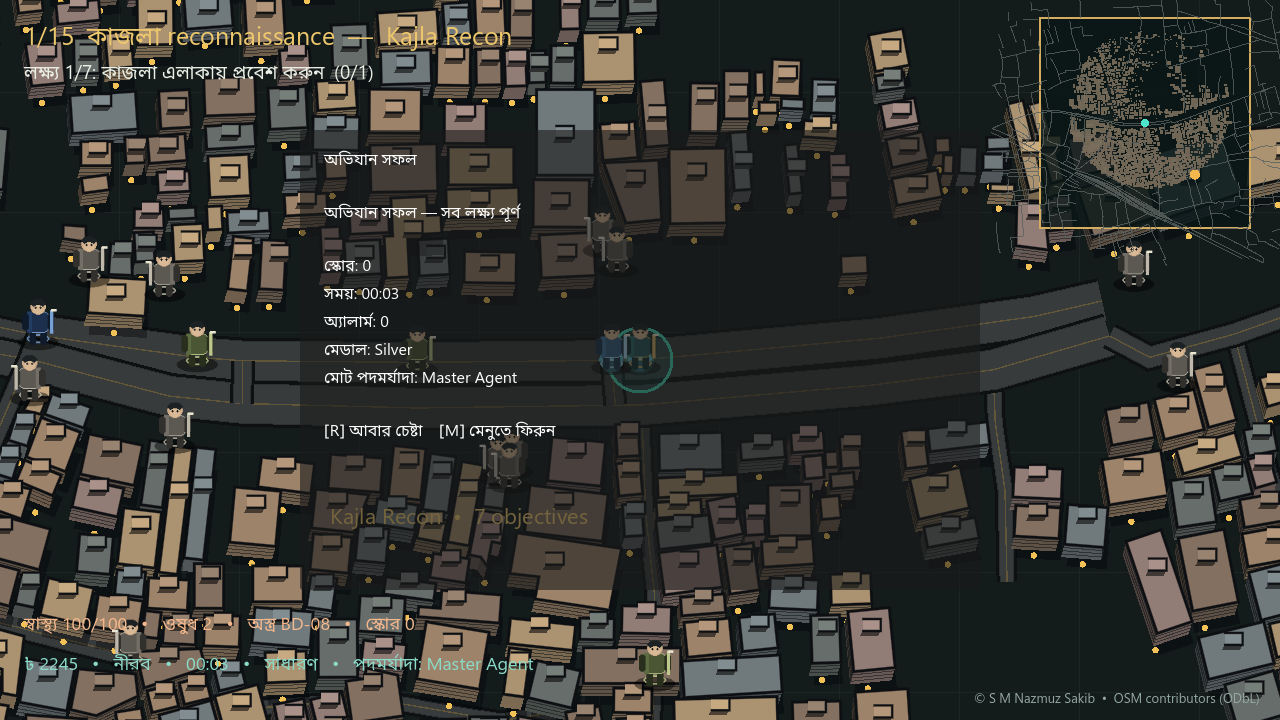 1/15  কাজলা reconnaissance  —  Kajla Recon
লক্ষ্য 1/7: কাজলা এলাকায় প্রবেশ করুন  (0/1)
অভিযান সফল
অভিযান সফল — সব লক্ষ্য পূর্ণ
স্কোর: 0
সময়: 00:03
অ্যালার্ম: 0
মেডাল: Silver
মোট পদমর্যাদা: Master Agent
[R] আবার চেষ্টা    [M] মেনুতে ফিরুন
Kajla Recon  •  7 objectives
স্বাস্থ্য 100/100  •  ওষুধ 2  •  অস্ত্র BD-08  •  স্কোর 0
৳ 2245  •  নীরব  •  00:03  •  সাধারণ  •  পদমর্যাদা: Master Agent
© S M Nazmuz Sakib  •  OSM contributors (ODbL)